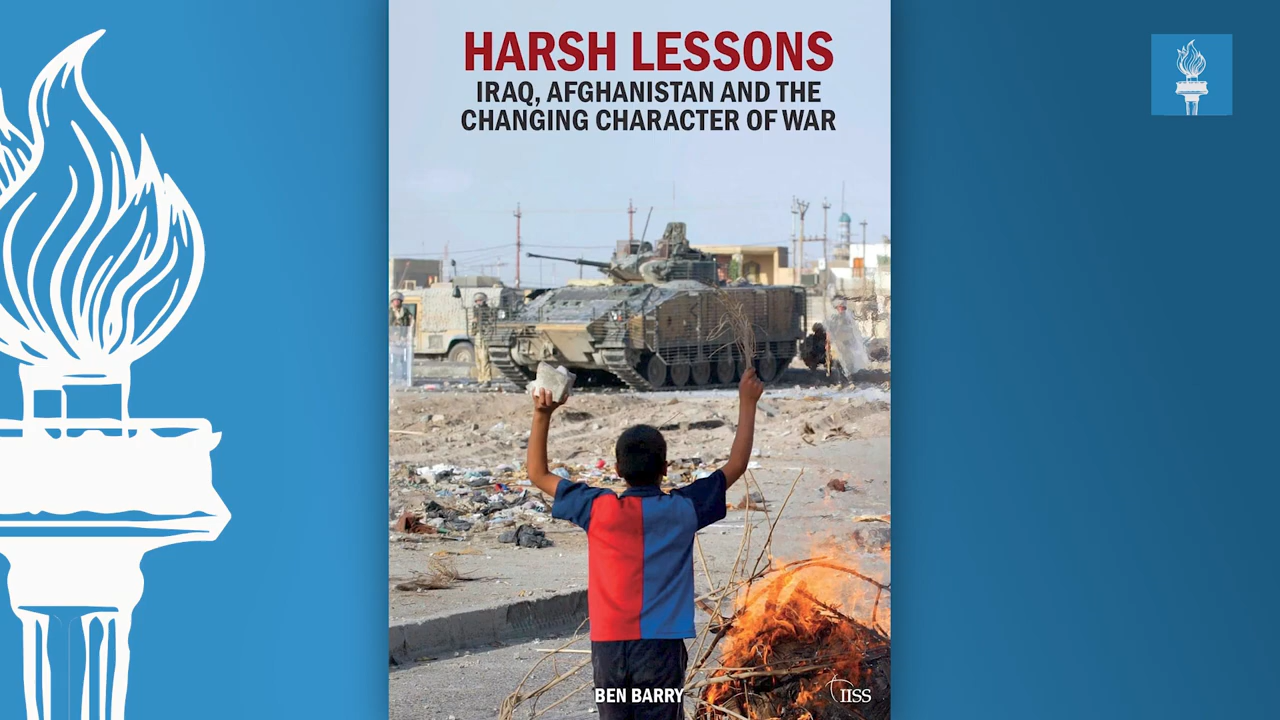 HARSH LESSONS
IRAQ, AFGHANISTAN AND THE
CHANGING CHARACTER OF WAR
BEN BARRY
IISS